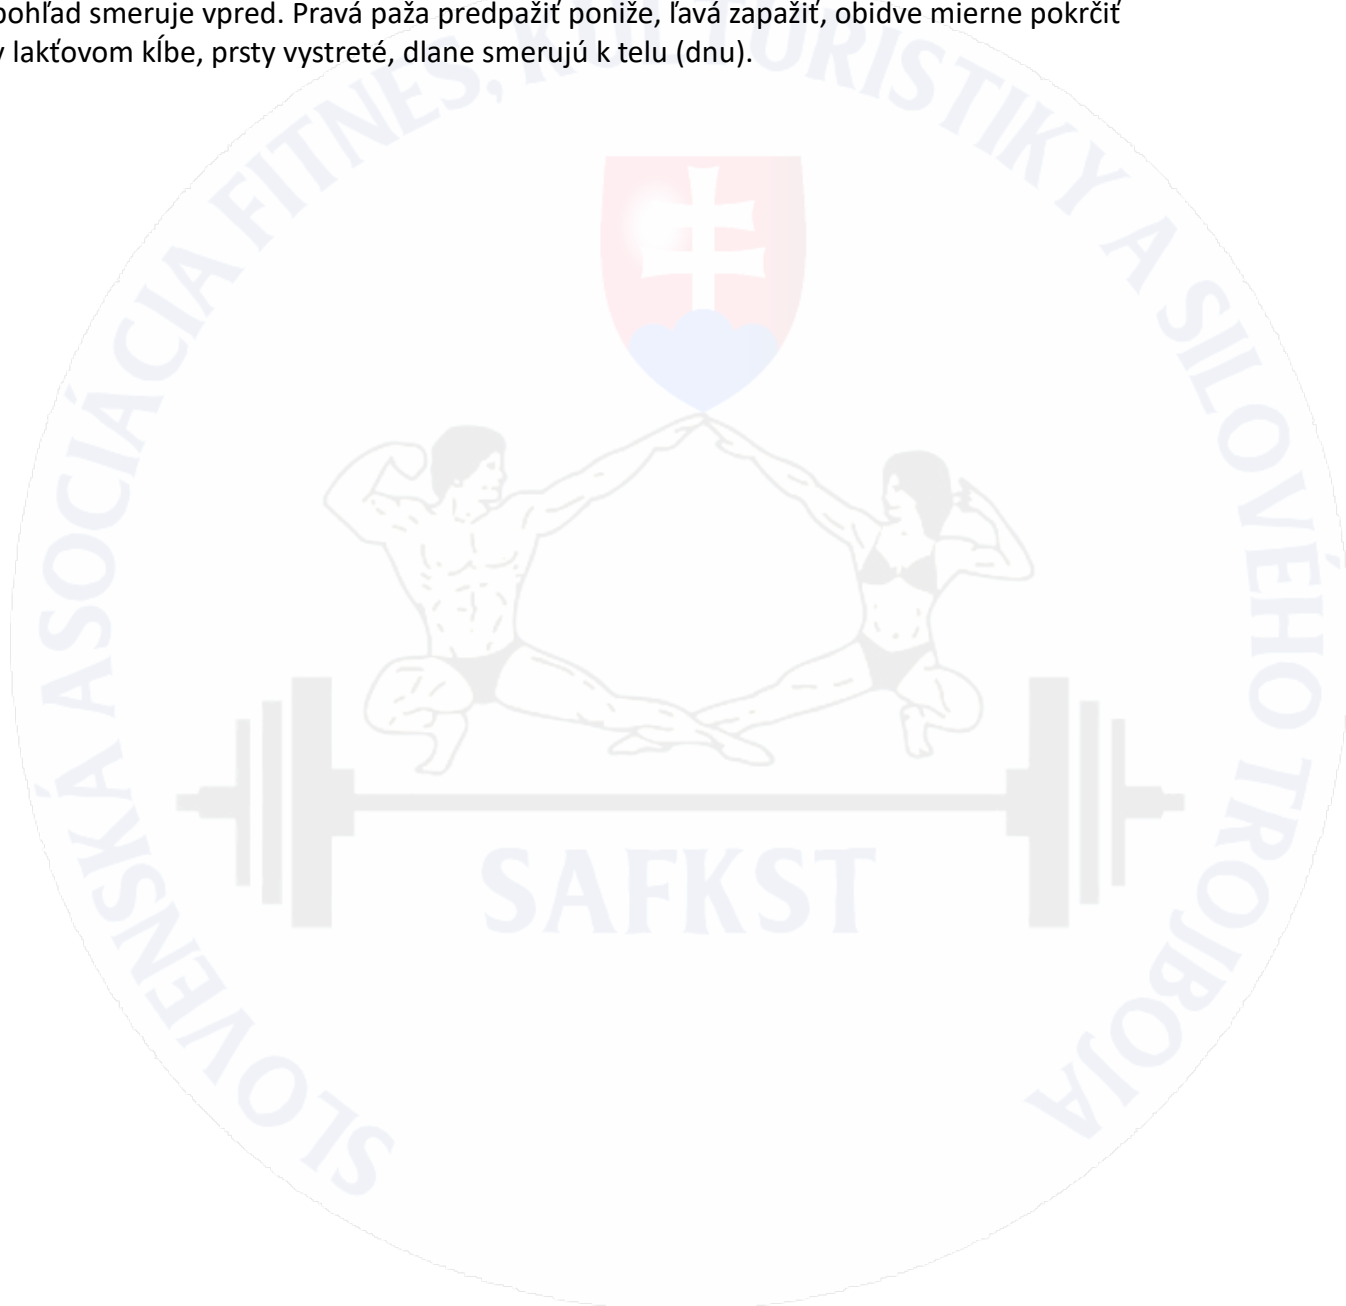 pohľad smeruje vpred. Pravá paža predpažiť poniže, ľavá zapažiť, obidve mierne pokrčiť
v lakťovom kĺbe, prsty vystreté, dlane smerujú k telu (dnu).
SLOVENSKÁ ASOCIÁCIA FITNES, KULTURISTIKY A SILOVÉHO TROJBOJA
SAFKST